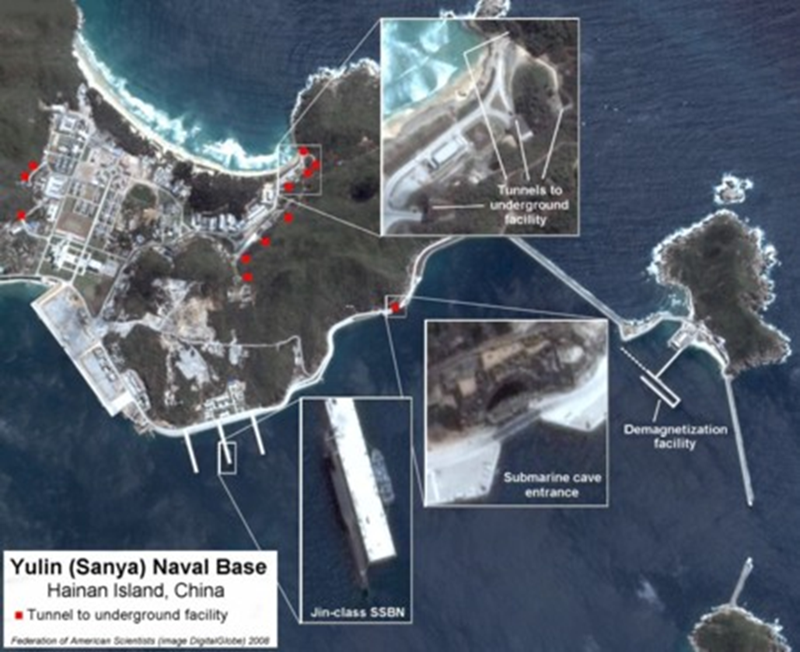 Tunnels to
underground
facility
Demagnetization
facility
Submarine cave
entrance
Jin-class SSBN
Yulin (Sanya) Naval Base
Hainan Island, China
Tunnel to underground facility
Federation of American Scientists (image DigitalGlobe) 2008